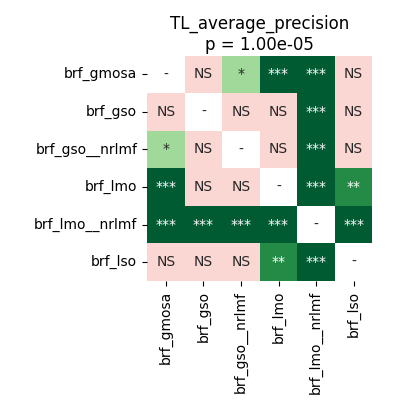 TL_average_precision
p = 1.00e-05
brf_gmosa - NS * *** *** NS
brf_gso NS - NS NS *** NS
brf_gso__nrlmf * NS - NS *** NS
brf_lmo *** NS NS - *** **
brf_lmo__nrlmf *** *** *** *** - ***
brf_lso NS NS NS ** *** -
brf_gmosa brf_gso brf_gso__nrlmf brf_lmo brf_lmo__nrlmf brf_lso